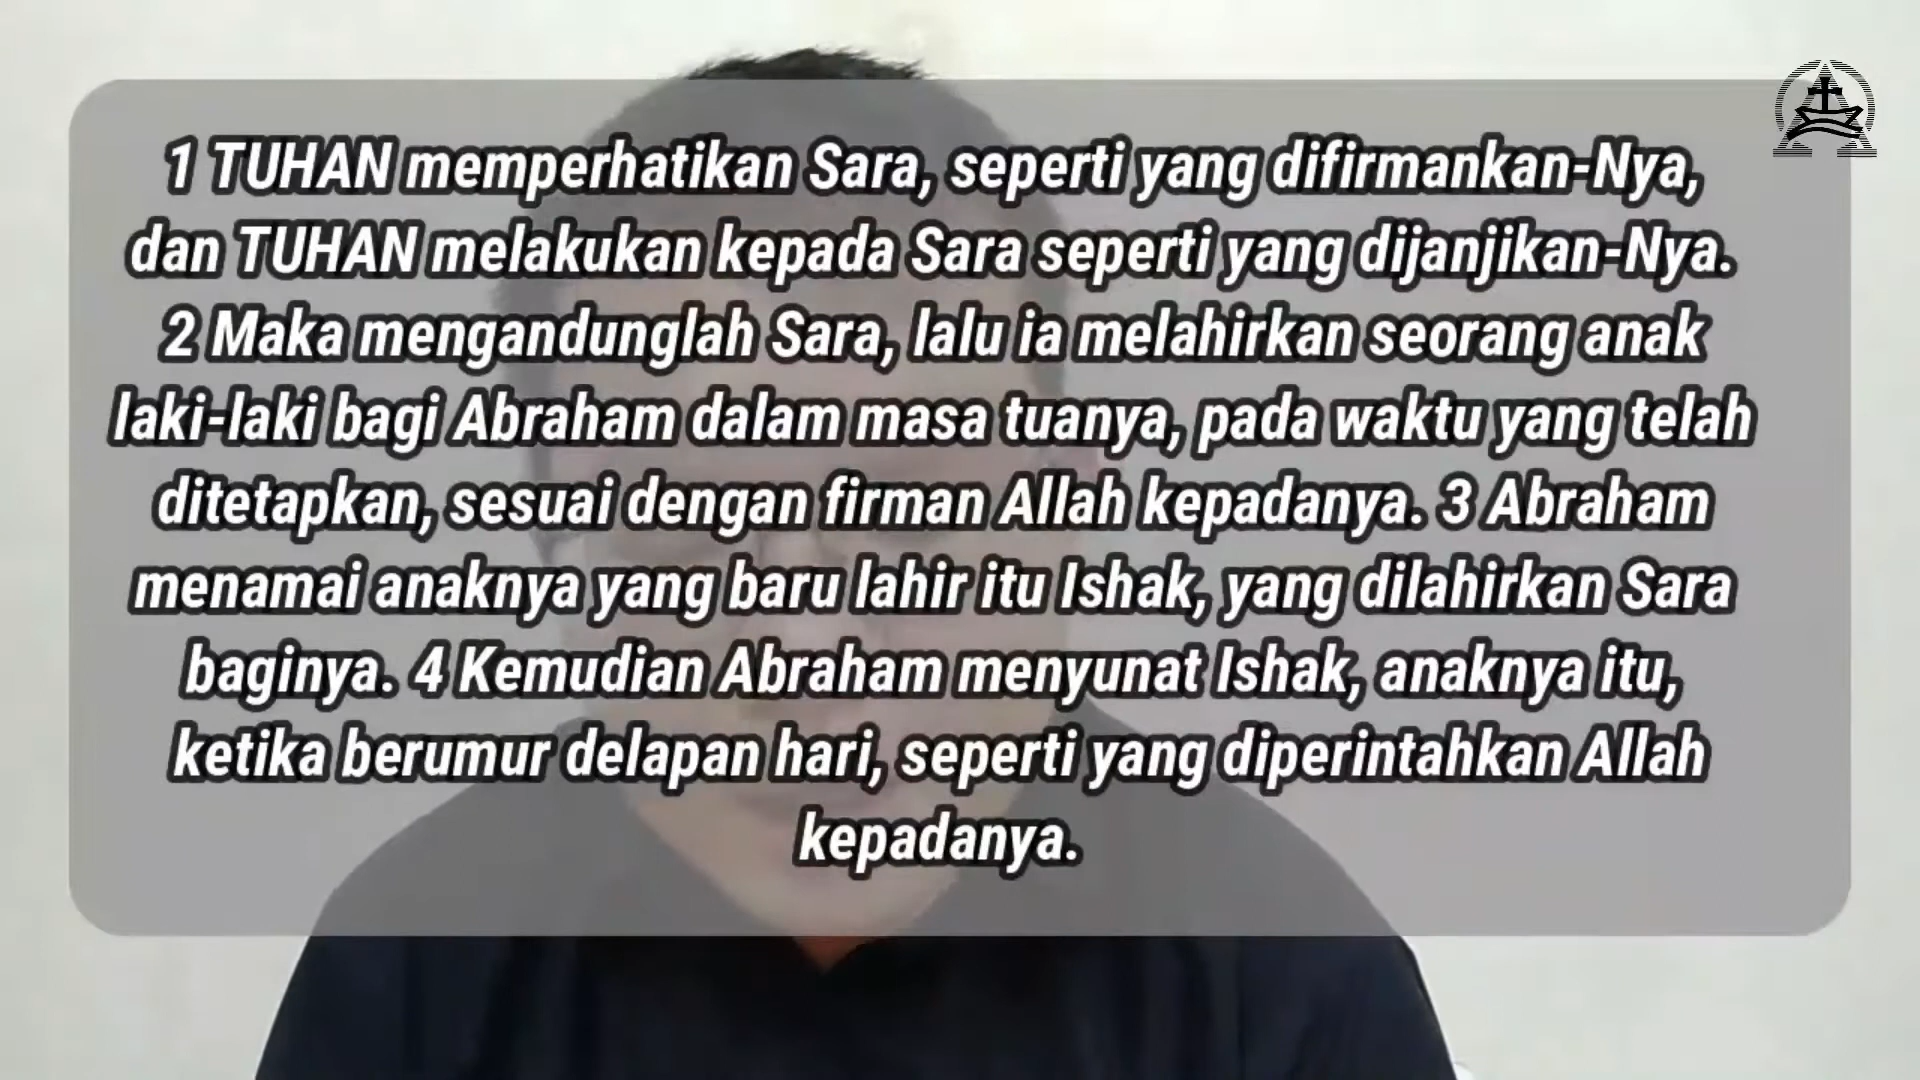 1 TUHAN memperhatikan Sara, seperti yang difirmankan-Nya,
dan TUHAN melakukan kepada Sara seperti yang dijanjikan-Nya.
2 Maka mengandunglah Sara, lalu ia melahirkan seorang anak
laki-laki bagi Abraham dalam masa tuanya, pada waktu yang telah
ditetapkan, sesuai dengan firman Allah kepadanya. 3 Abraham
menamai anaknya yang baru lahir itu Ishak, yang dilahirkan Sara
baginya. 4 Kemudian Abraham menyunat Ishak, anaknya itu,
ketika berumur delapan hari, seperti yang diperintahkan Allah
kepadanya.